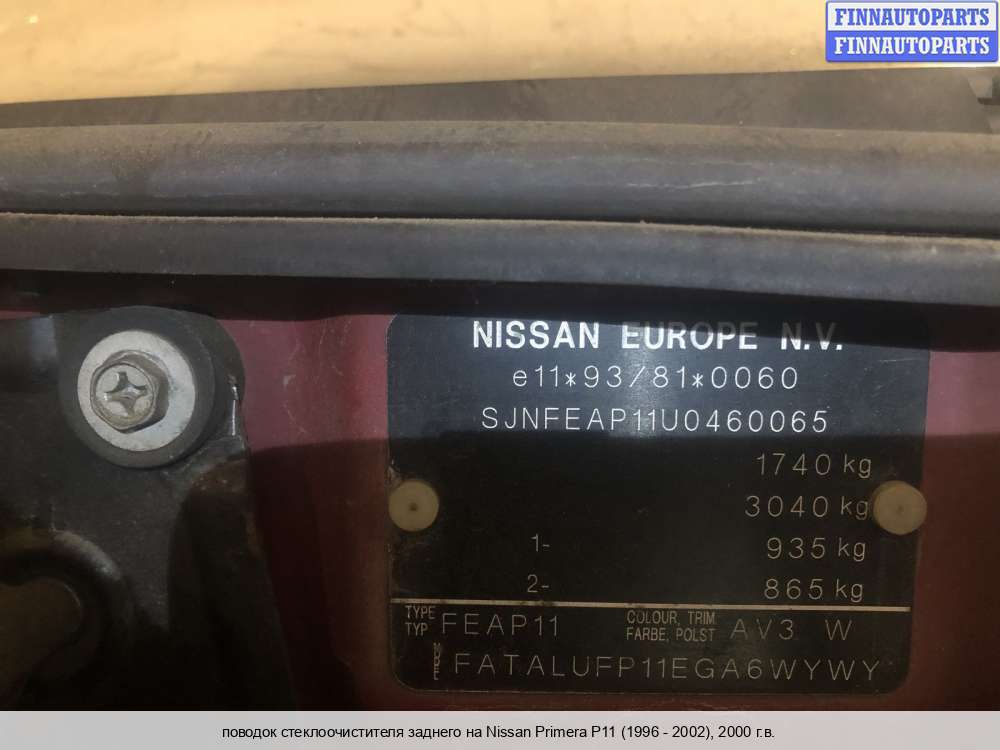 FINNAUTOPARTS
FINNAUTOPARTS
NISSAN EUROPE N.V.
e11*93/81*0060
SJNFEAP11U0460065
1740 kg
3040 kg
1- 935 kg
2- 865 kg
TYPE
TYP FEAP11 COLOUR, TRIM
FARBE, POLST AV3 W
MODEL FATALUFP11EGA6WYWY
поводок стеклоочистителя заднего на Nissan Primera P11 (1996 - 2002), 2000 г.в.